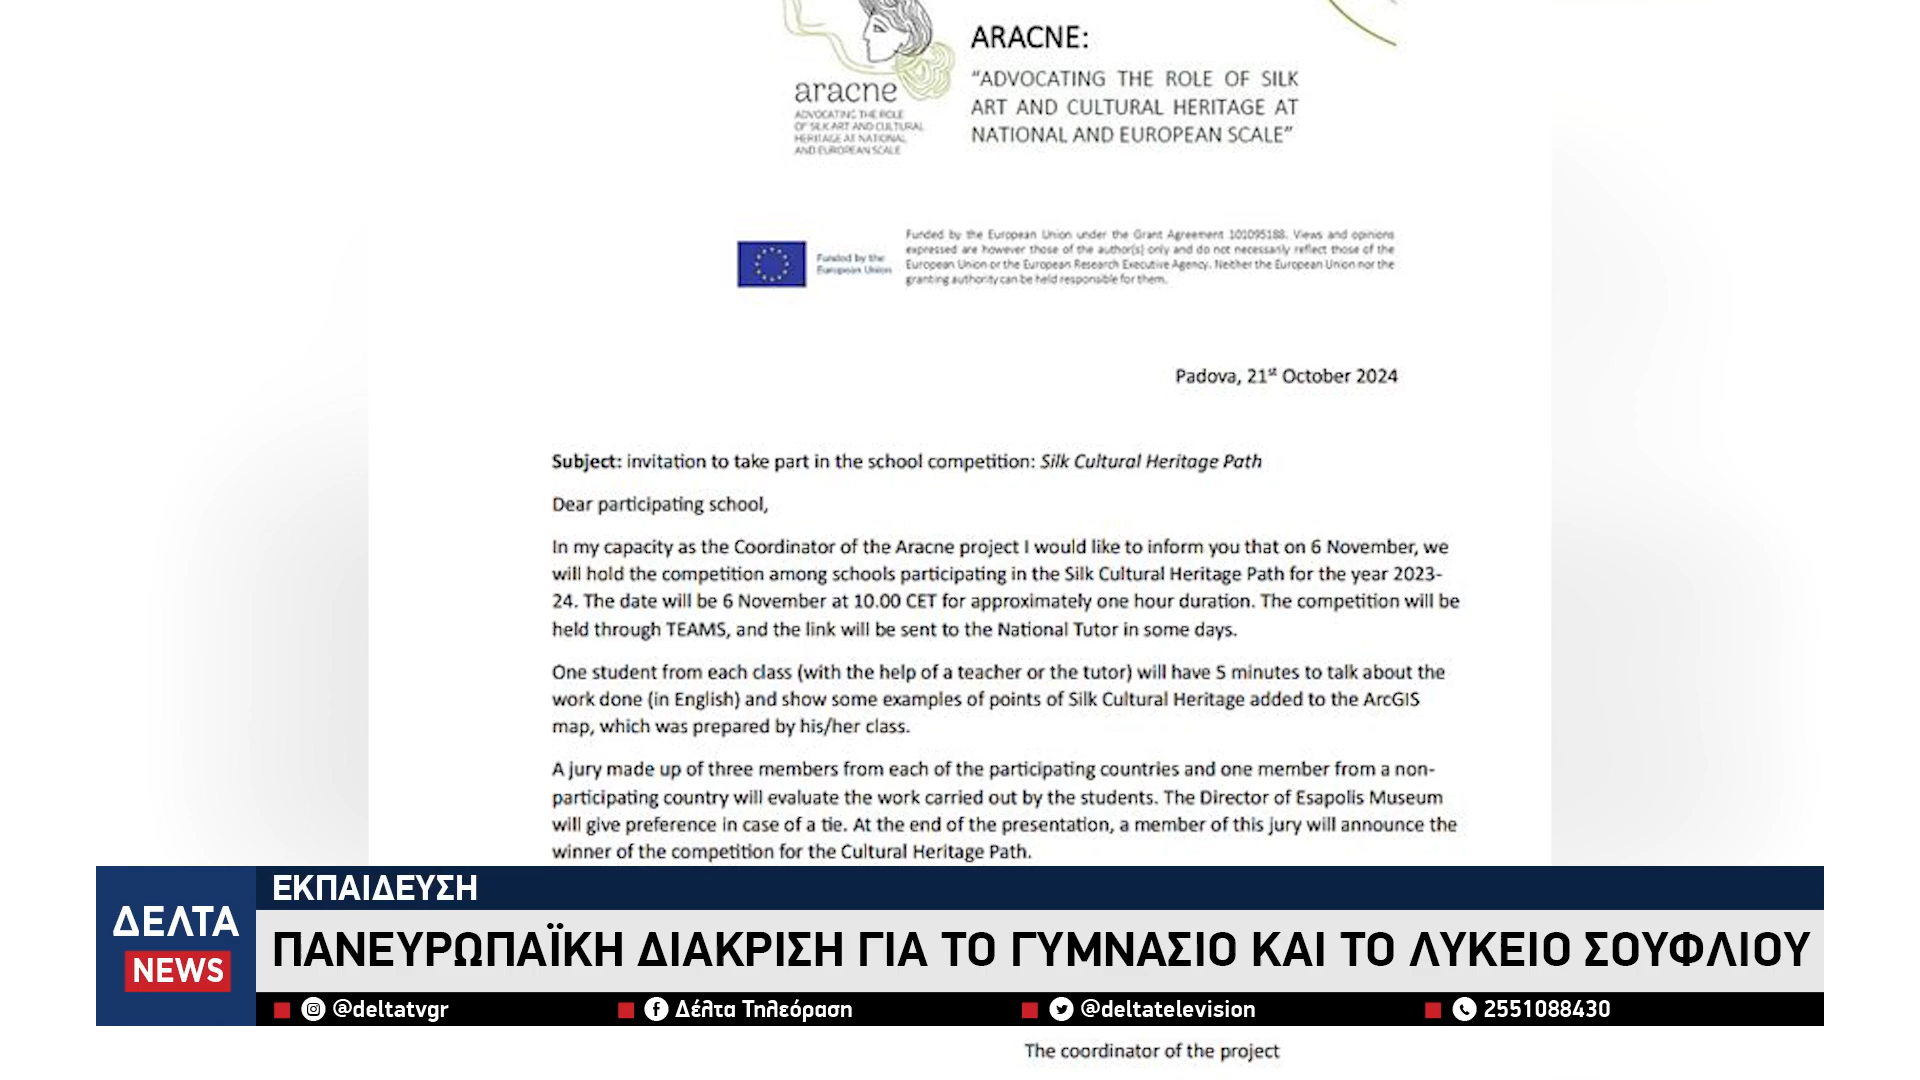 ARACNE:
aracne
ADVOCATING THE ROLE
OF SILK ART AND CULTURAL
HERITAGE AT NATIONAL
AND EUROPEAN SCALE
“ADVOCATING THE ROLE OF SILK
ART AND CULTURAL HERITAGE AT
NATIONAL AND EUROPEAN SCALE”
Funded by the
European Union
Funded by the European Union under the Grant Agreement 101095188. Views and opinions
expressed are however those of the author(s) only and do not necessarily reflect those of the
European Union or the European Research Executive Agency. Neither the European Union nor the
granting authority can be held responsible for them.
Padova, 21st October 2024
Subject: invitation to take part in the school competition: Silk Cultural Heritage Path
Dear participating school,
In my capacity as the Coordinator of the Aracne project I would like to inform you that on 6 November, we
will hold the competition among schools participating in the Silk Cultural Heritage Path for the year 2023-
24. The date will be 6 November at 10.00 CET for approximately one hour duration. The competition will be
held through TEAMS, and the link will be sent to the National Tutor in some days.
One student from each class (with the help of a teacher or the tutor) will have 5 minutes to talk about the
work done (in English) and show some examples of points of Silk Cultural Heritage added to the ArcGIS
map, which was prepared by his/her class.
A jury made up of three members from each of the participating countries and one member from a non-
participating country will evaluate the work carried out by the students. The Director of Esapolis Museum
will give preference in case of a tie. At the end of the presentation, a member of this jury will announce the
winner of the competition for the Cultural Heritage Path.
ΔΕΛΤΑ
NEWS
ΕΚΠΑΙΔΕΥΣΗ
ΠΑΝΕΥΡΩΠΑΪΚΗ ΔΙΑΚΡΙΣΗ ΓΙΑ ΤΟ ΓΥΜΝΑΣΙΟ ΚΑΙ ΤΟ ΛΥΚΕΙΟ ΣΟΥΦΛΙΟΥ
@deltatvgr Δέλτα Τηλεόραση @deltatelevision 2551088430
The coordinator of the project